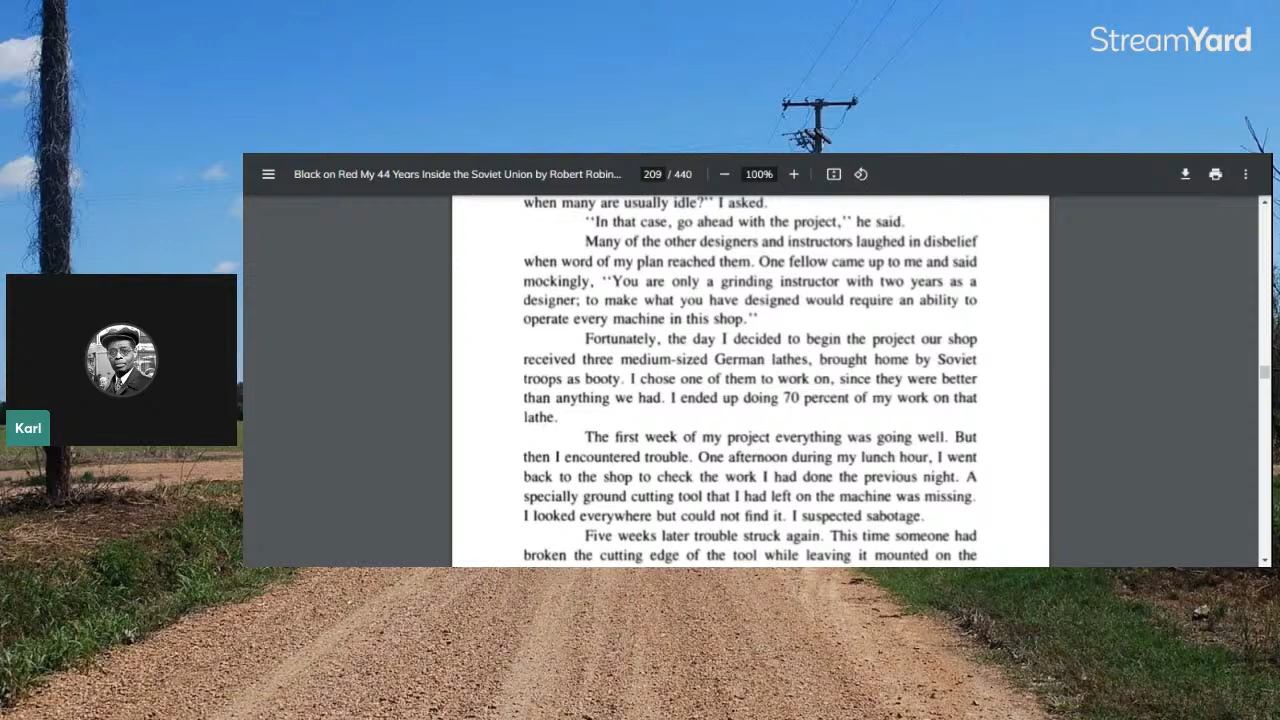 StreamYard
Black on Red My 44 Years Inside the Soviet Union by Robert Robin...
209 / 440
100%
when many are usually idle?'' I asked.
''In that case, go ahead with the project,'' he said.
Many of the other designers and instructors laughed in disbelief
when word of my plan reached them. One fellow came up to me and said
mockingly, ''You are only a grinding instructor with two years as a
designer; to make what you have designed would require an ability to
operate every machine in this shop.''
Fortunately, the day I decided to begin the project our shop
received three medium-sized German lathes, brought home by Soviet
troops as booty. I chose one of them to work on, since they were better
than anything we had. I ended up doing 70 percent of my work on that
lathe.
The first week of my project everything was going well. But
then I encountered trouble. One afternoon during my lunch hour, I went
back to the shop to check the work I had done the previous night. A
specially ground cutting tool that I had left on the machine was missing.
I looked everywhere but could not find it. I suspected sabotage.
Five weeks later trouble struck again. This time someone had
broken the cutting edge of the tool while leaving it mounted on the
Karl